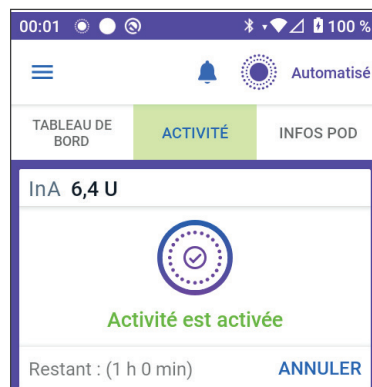 00:01 100 %
Automatisé
TABLEAU DE
BORD
ACTIVITÉ
INFOS POD
InA 6,4 U
Activité est activée
Restant : (1 h 0 min) ANNULER